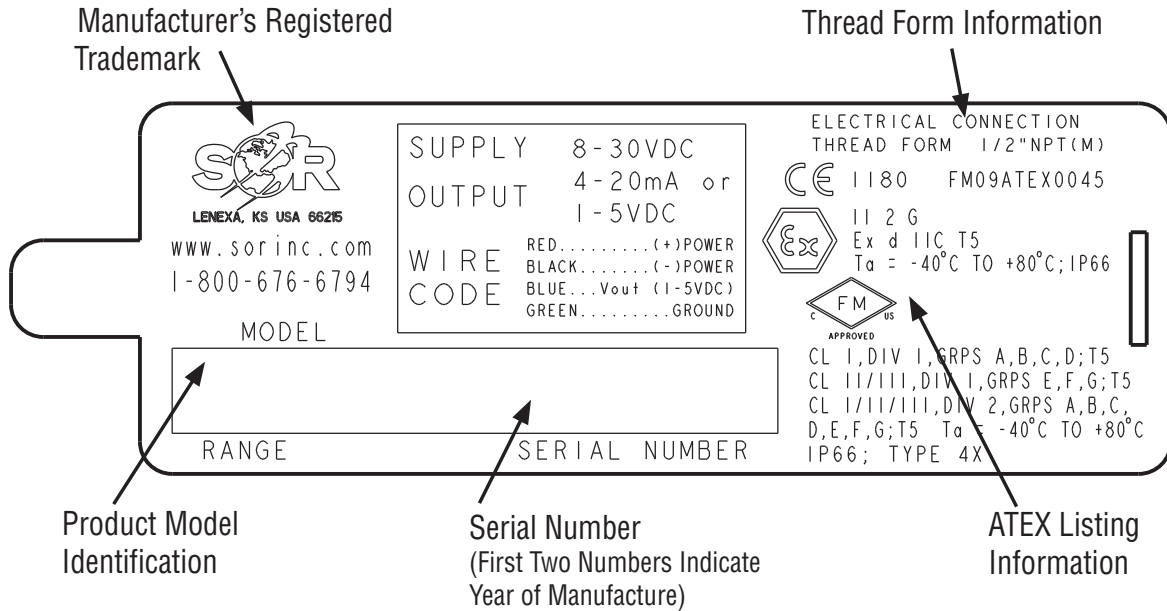 Manufacturer's Registered
Trademark
Thread Form Information
SOR
LENEXA, KS USA 66215
www.sorinc.com
1-800-676-6794
SUPPLY 8-30VDC
OUTPUT 4-20mA or
1-5VDC
WIRE
CODE
RED.........(+)POWER
BLACK.......(-)POWER
BLUE...Vout (1-5VDC)
GREEN.........GROUND
ELECTRICAL CONNECTION
THREAD FORM 1/2"NPT(M)
CE 1180 FM09ATEX0045
Ex
II 2 G
Ex d IIC T5
Ta = -40°C TO +80°C;IP66
FM
C US
APPROVED
CL I,DIV 1,GRPS A,B,C,D;T5
CL II/III,DIV 1,GRPS E,F,G;T5
CL I/II/III,DIV 2,GRPS A,B,C,
D,E,F,G;T5 Ta = -40°C TO +80°C
IP66; TYPE 4X
MODEL
RANGE
SERIAL NUMBER
Product Model
Identification
Serial Number
(First Two Numbers Indicate
Year of Manufacture)
ATEX Listing
Information